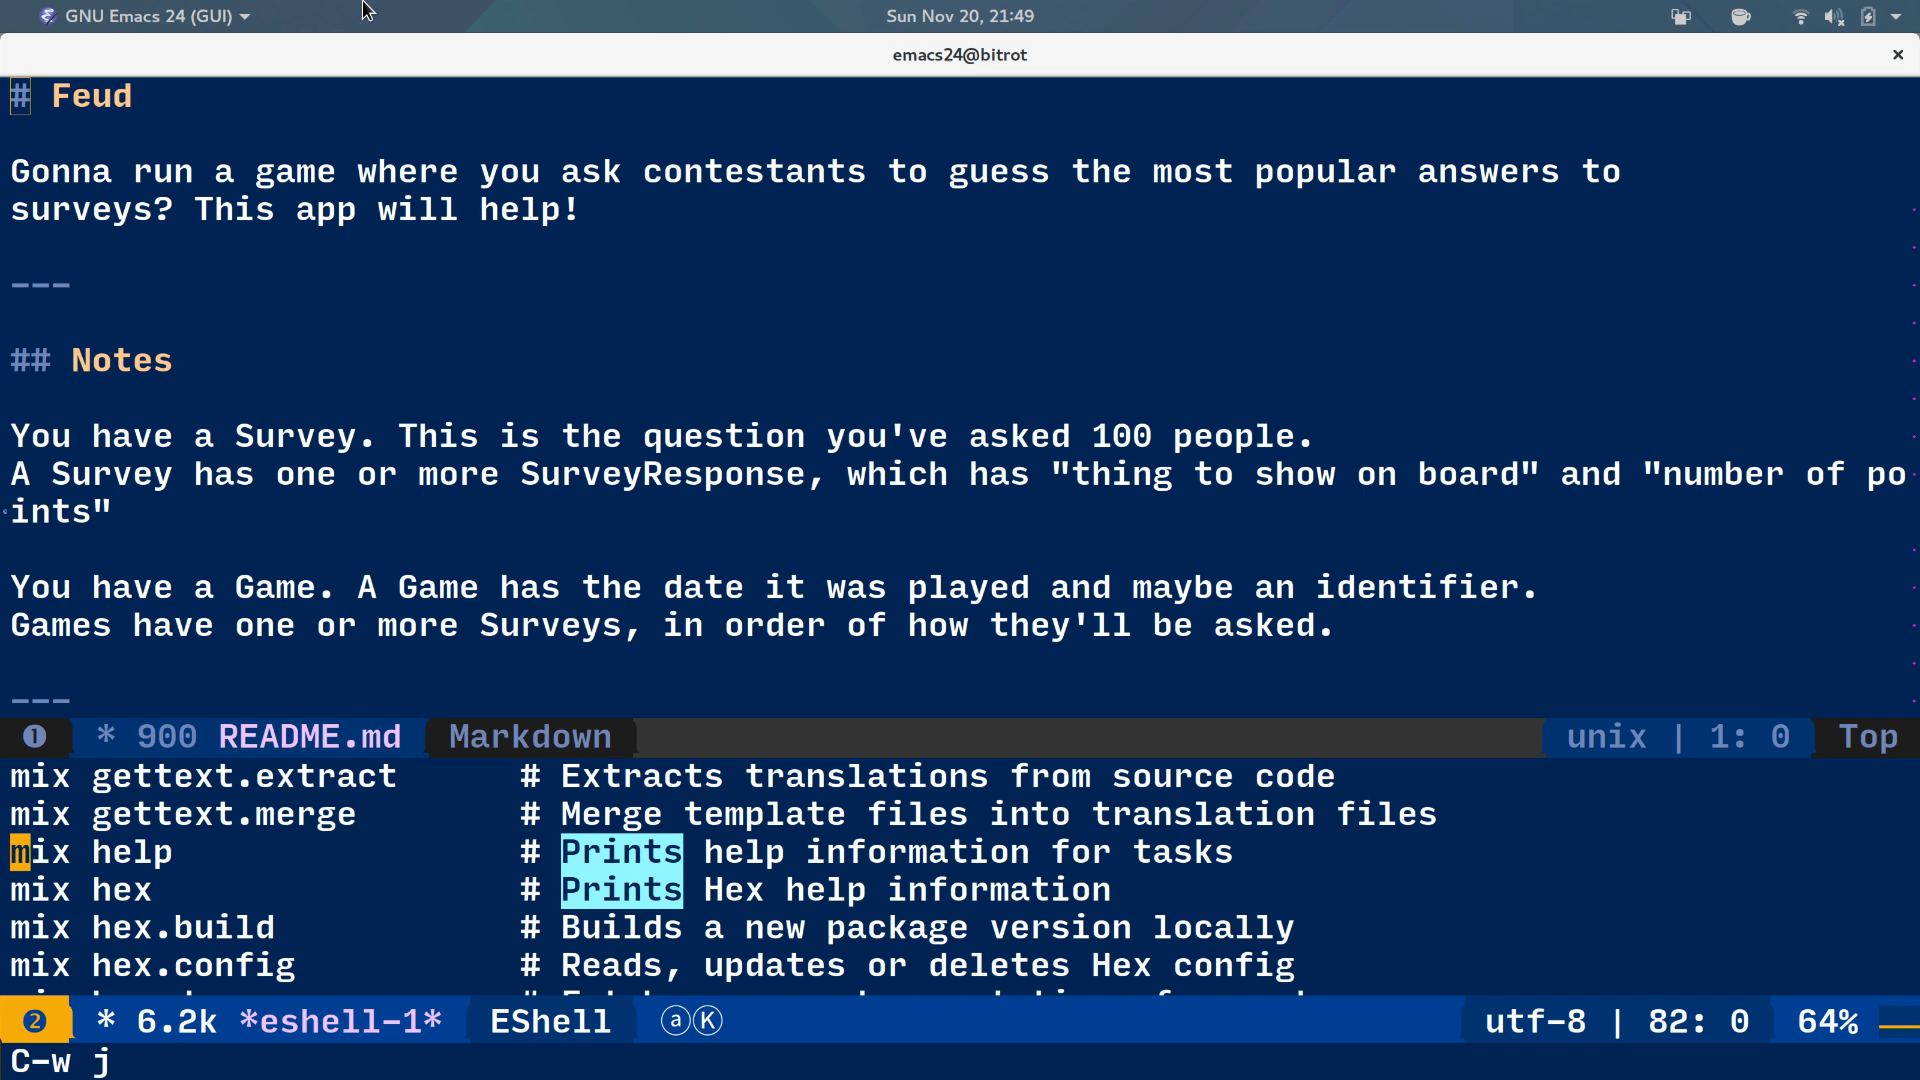 GNU Emacs 24 (GUI)
Sun Nov 20, 21:49
emacs24@bitrot
# Feud
Gonna run a game where you ask contestants to guess the most popular answers to
surveys? This app will help!
---
## Notes
You have a Survey. This is the question you've asked 100 people.
A Survey has one or more SurveyResponse, which has "thing to show on board" and "number of po
ints"
You have a Game. A Game has the date it was played and maybe an identifier.
Games have one or more Surveys, in order of how they'll be asked.
---
❶ * 900 README.md Markdown unix | 1: 0 Top
mix gettext.extract # Extracts translations from source code
mix gettext.merge # Merge template files into translation files
mix help # Prints help information for tasks
mix hex # Prints Hex help information
mix hex.build # Builds a new package version locally
mix hex.config # Reads, updates or deletes Hex config
❷ * 6.2k *eshell-1* EShell ⓐⓀ utf-8 | 82: 0 64%
C-w j